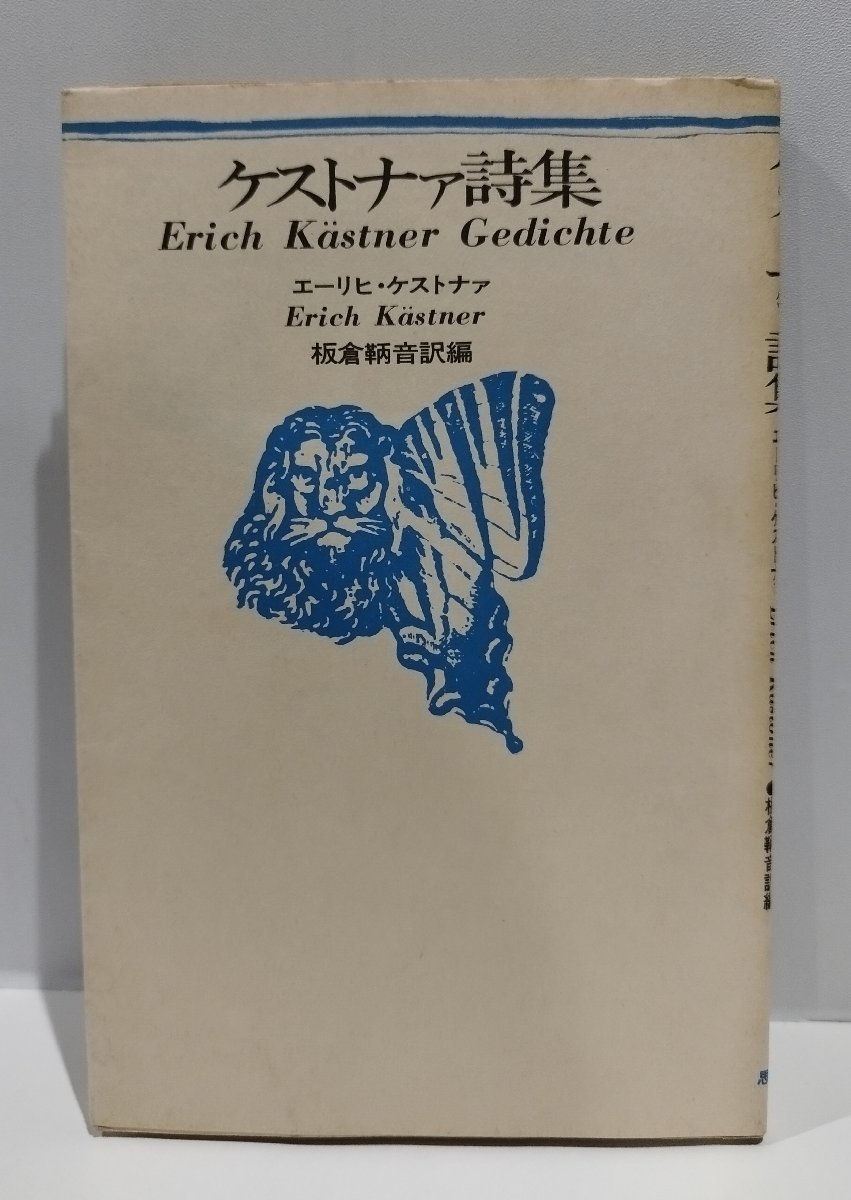 ケストナァ詩集
Erich Kästner Gedichte
エーリヒ・ケストナァ
Erich Kästner
板倉鞆音訳編